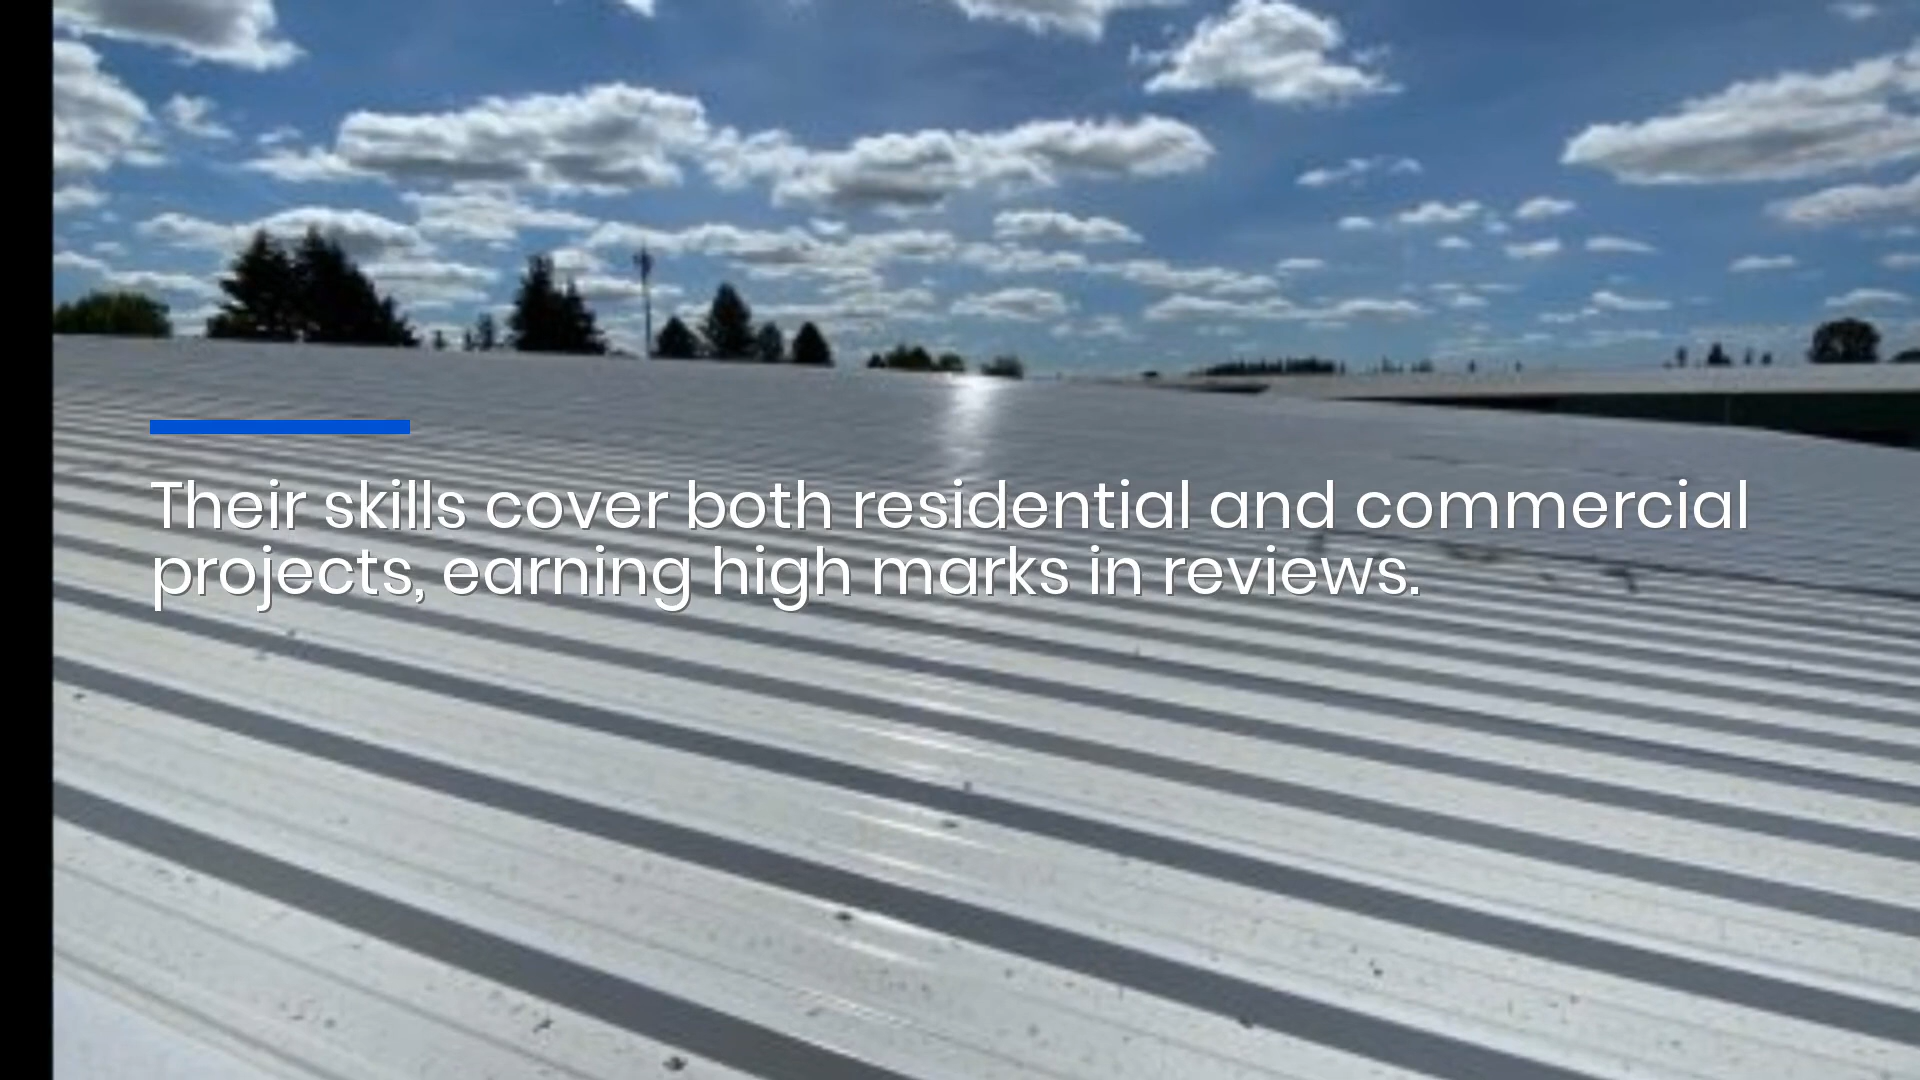 Their skills cover both residential and commercial
projects, earning high marks in reviews.